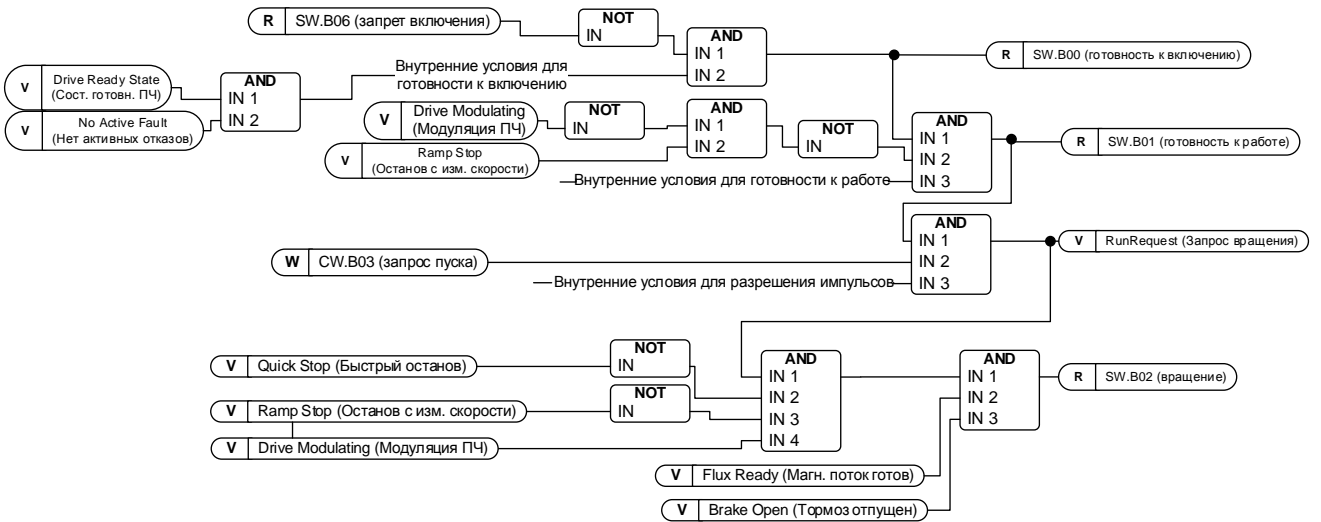 R SW.B06 (запрет включения)
NOT
IN
AND
IN 1
IN 2
R SW.B00 (готовность к включению)
Внутренние условия для
готовности к включению
V Drive Ready State
(Сост. готовн. ПЧ)
V No Active Fault
(Нет активных отказов)
AND
IN 1
IN 2
V Drive Modulating
(Модуляция ПЧ)
NOT
IN
V Ramp Stop
(Останов с изм. скорости)
AND
IN 1
IN 2
NOT
IN
Внутренние условия для готовности к работе
AND
IN 1
IN 2
IN 3
R SW.B01 (готовность к работе)
W CW.B03 (запрос пуска)
Внутренние условия для разрешения импульсов
AND
IN 1
IN 2
IN 3
V RunRequest (Запрос вращения)
V Quick Stop (Быстрый останов)
NOT
IN
V Ramp Stop (Останов с изм. скорости)
NOT
IN
V Drive Modulating (Модуляция ПЧ)
AND
IN 1
IN 2
IN 3
IN 4
AND
IN 1
IN 2
IN 3
R SW.B02 (вращение)
V Flux Ready (Магн. поток готов)
V Brake Open (Тормоз отпущен)